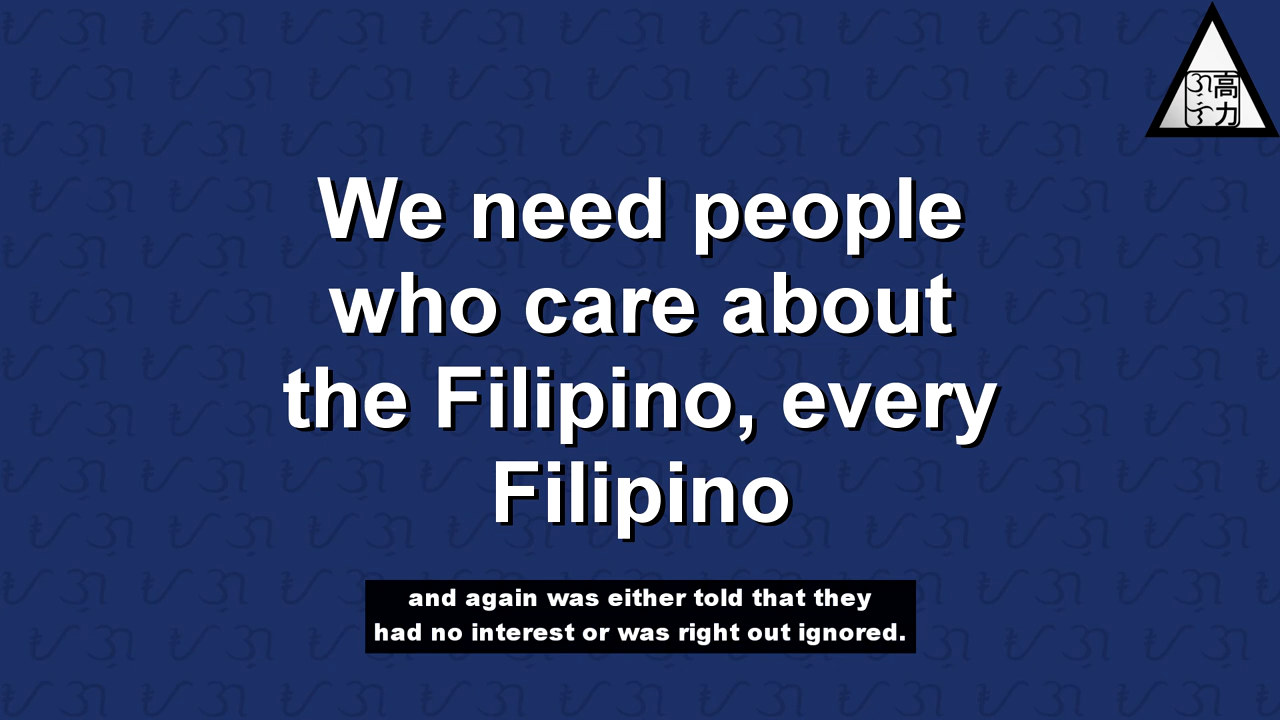 高
力
We need people
who care about
the Filipino, every
Filipino
and again was either told that they
had no interest or was right out ignored.